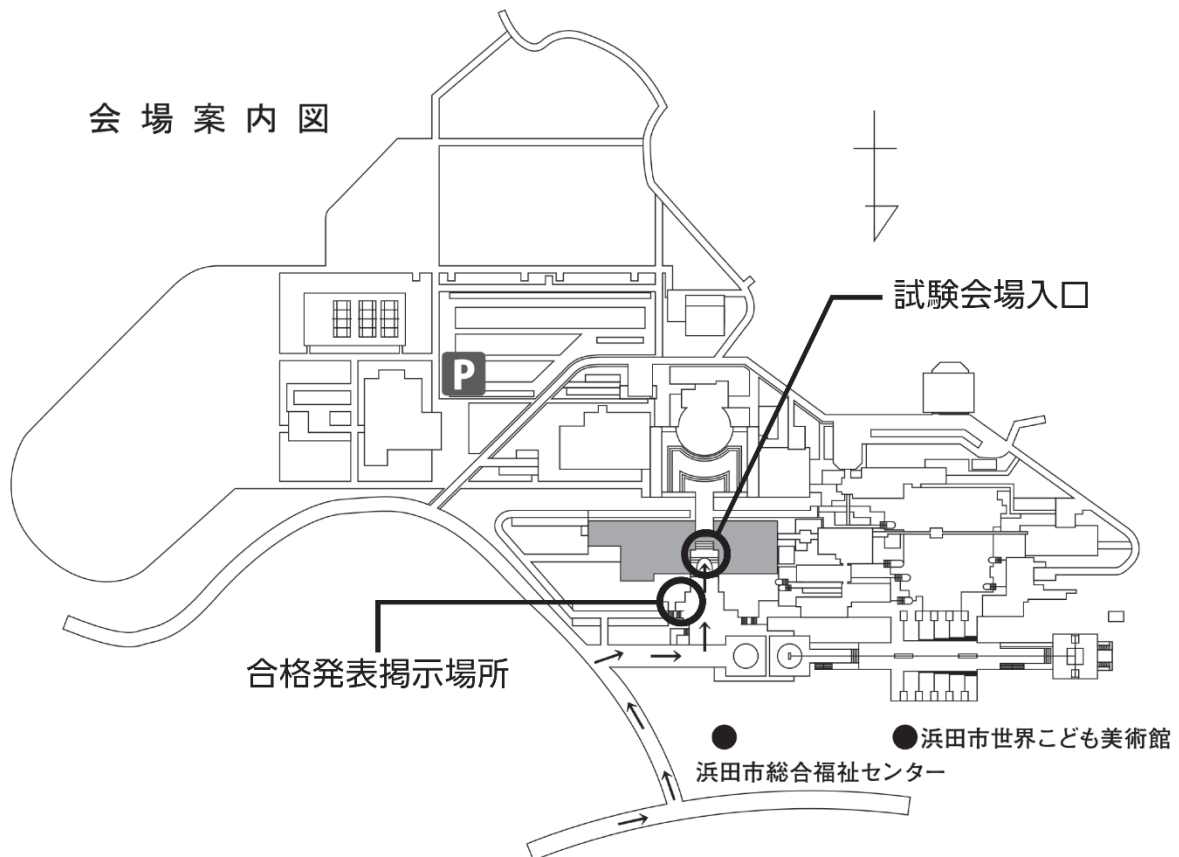 会場案内図
試験会場入口
P
合格発表掲示場所
浜田市世界こども美術館
浜田市総合福祉センター